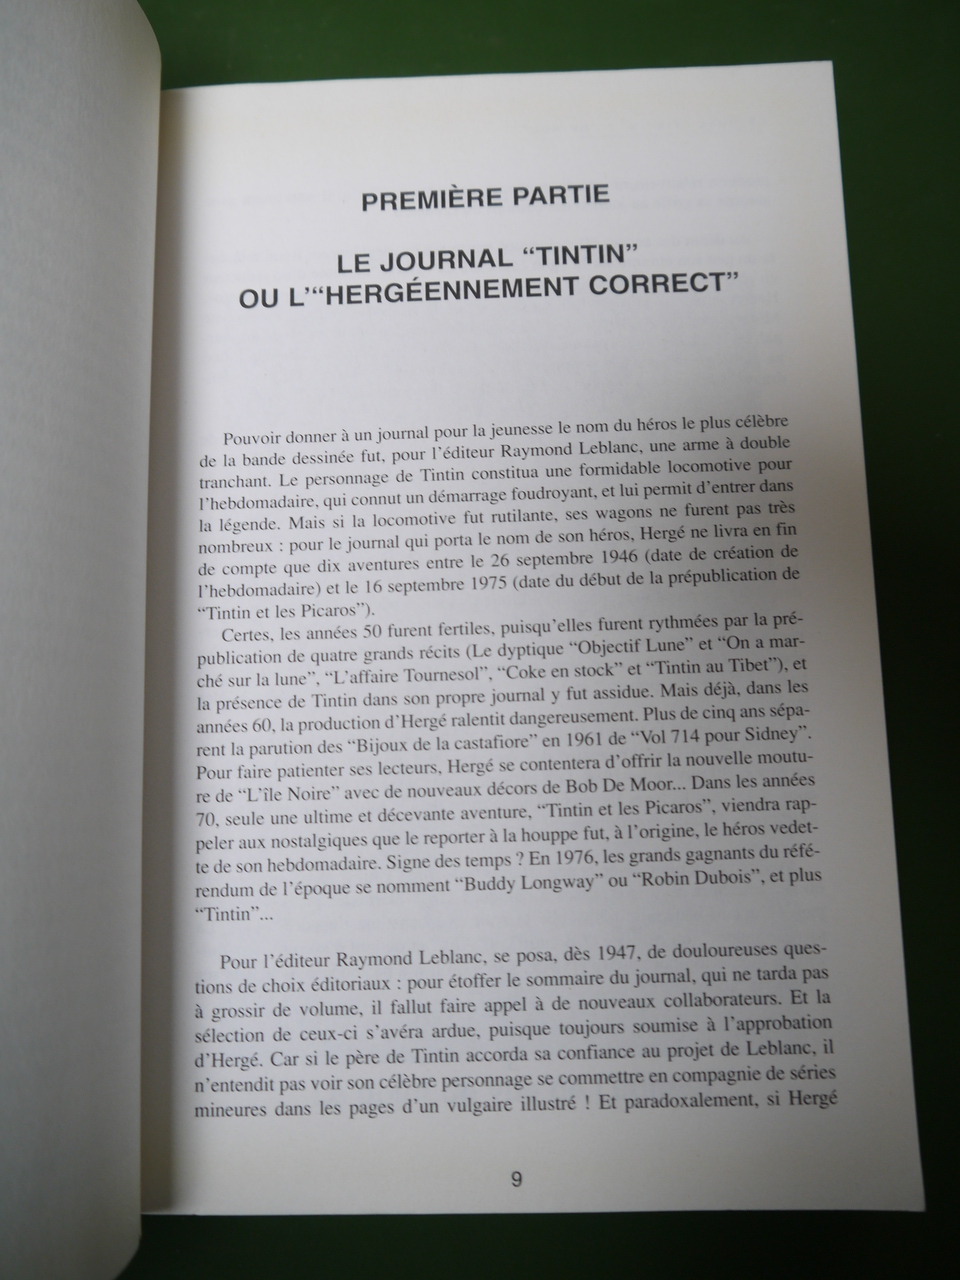 PREMIÈRE PARTIE
LE JOURNAL “TINTIN”
OU L’“HERGÉENNEMENT CORRECT”
Pouvoir donner à un journal pour la jeunesse le nom du héros le plus célèbre
de la bande dessinée fut, pour l’éditeur Raymond Leblanc, une arme à double
tranchant. Le personnage de Tintin constitua une formidable locomotive pour
l’hebdomadaire, qui connut un démarrage foudroyant, et lui permit d’entrer dans
la légende. Mais si la locomotive fut rutilante, ses wagons ne furent pas très
nombreux : pour le journal qui porta le nom de son héros, Hergé ne livra en fin
de compte que dix aventures entre le 26 septembre 1946 (date de création de
l’hebdomadaire) et le 16 septembre 1975 (date du début de la prépublication de
“Tintin et les Picaros”).
Certes, les années 50 furent fertiles, puisqu’elles furent rythmées par la pré-
publication de quatre grands récits (Le dyptique “Objectif Lune” et “On a mar-
ché sur la lune”, “L’affaire Tournesol”, “Coke en stock” et “Tintin au Tibet”), et
la présence de Tintin dans son propre journal y fut assidue. Mais déjà, dans les
années 60, la production d’Hergé ralentit dangereusement. Plus de cinq ans sépa-
rent la parution des “Bijoux de la castafiore” en 1961 de “Vol 714 pour Sidney”.
Pour faire patienter ses lecteurs, Hergé se contentera d’offrir la nouvelle moutu-
re de “L’île Noire” avec de nouveaux décors de Bob De Moor... Dans les années
70, seule une ultime et décevante aventure, “Tintin et les Picaros”, viendra rap-
peler aux nostalgiques que le reporter à la houppe fut, à l’origine, le héros vedet-
te de son hebdomadaire. Signe des temps ? En 1976, les grands gagnants du réfé-
rendum de l’époque se nomment “Buddy Longway” ou “Robin Dubois”, et plus
“Tintin”...
Pour l’éditeur Raymond Leblanc, se posa, dès 1947, de douloureuses ques-
tions de choix éditoriaux : pour étoffer le sommaire du journal, qui ne tarda pas
à grossir de volume, il fallut faire appel à de nouveaux collaborateurs. Et la
sélection de ceux-ci s’avéra ardue, puisque toujours soumise à l’approbation
d’Hergé. Car si le père de Tintin accorda sa confiance au projet de Leblanc, il
n’entendit pas voir son célèbre personnage se commettre en compagnie de séries
mineures dans les pages d’un vulgaire illustré ! Et paradoxalement, si Hergé
9